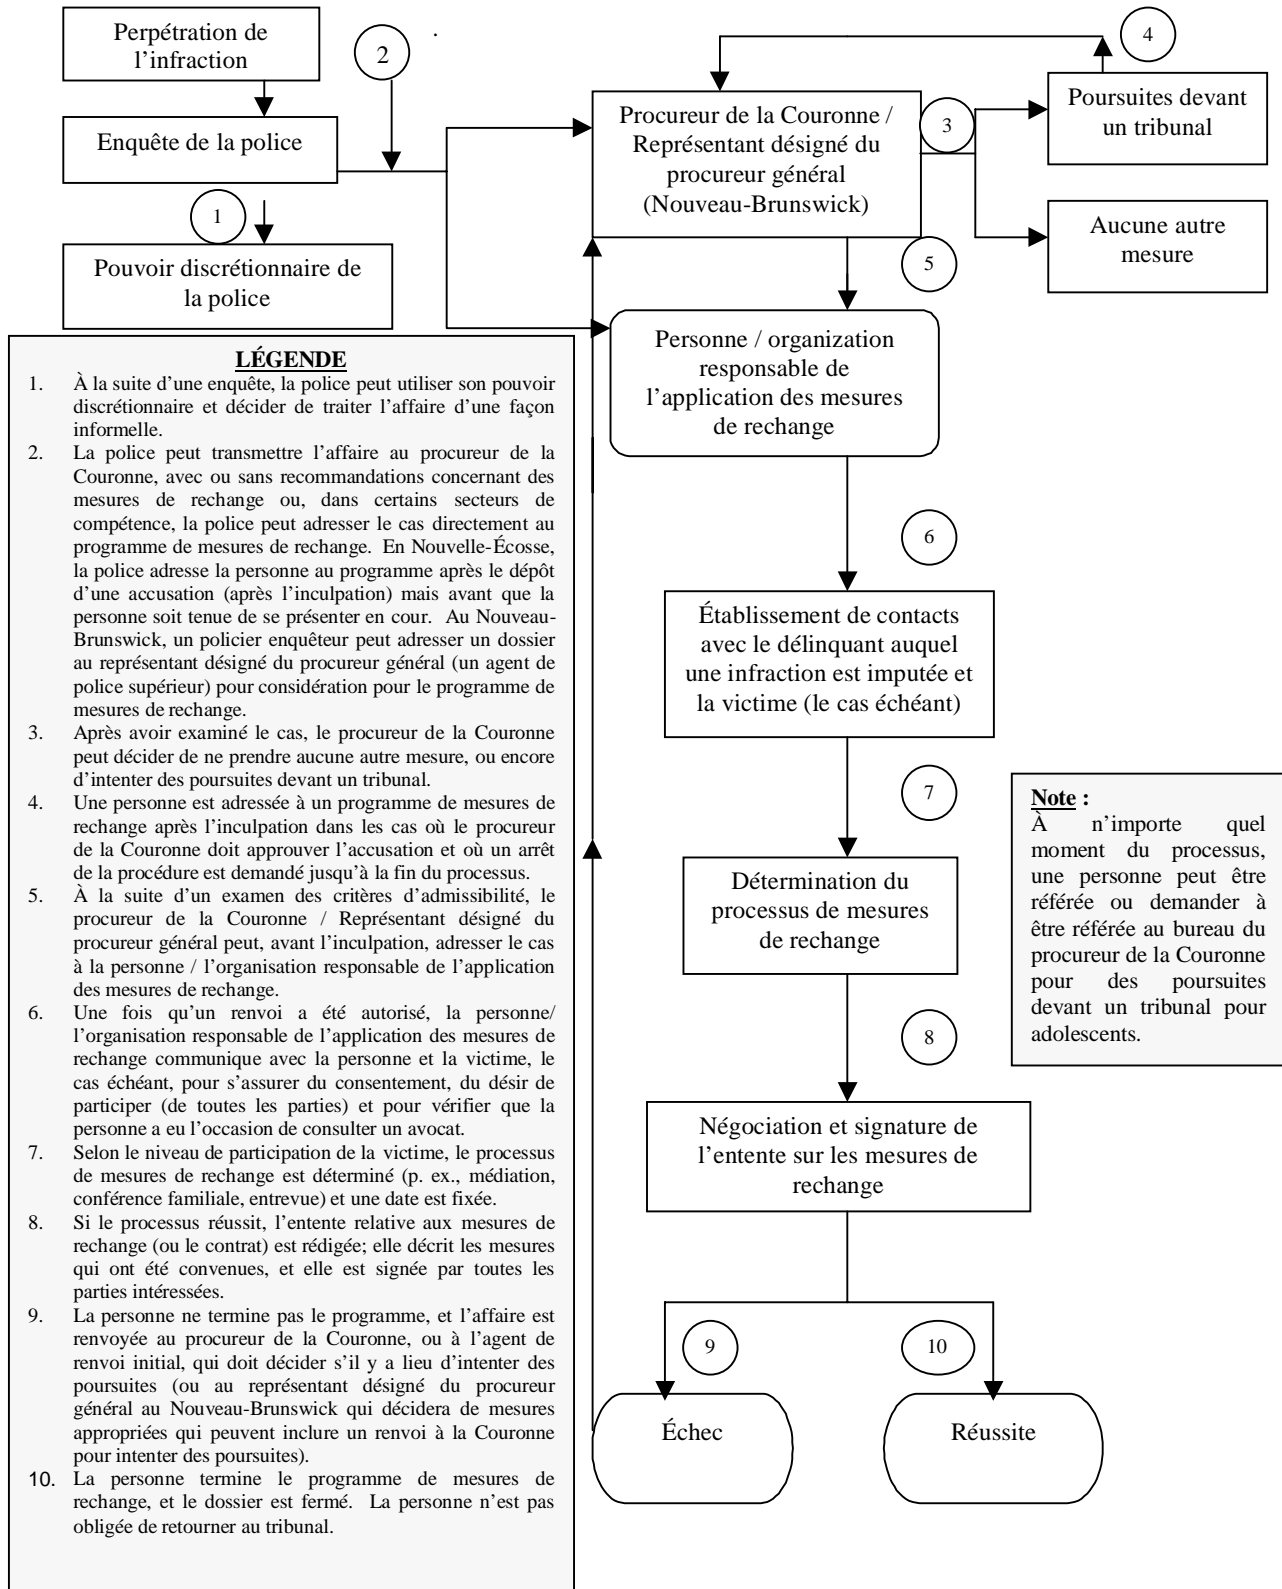 Perpétration de
l’infraction
.
2
4
Enquête de la police
Procureur de la Couronne /
Représentant désigné du
procureur général
(Nouveau-Brunswick)
3
Poursuites devant
un tribunal
1
Pouvoir discrétionnaire de
la police
5
Aucune autre
mesure
Personne / organization
responsable de
l’application des mesures
de rechange
LÉGENDE
1. À la suite d’une enquête, la police peut utiliser son pouvoir
discrétionnaire et décider de traiter l’affaire d’une façon
informelle.
2. La police peut transmettre l’affaire au procureur de la
Couronne, avec ou sans recommandations concernant des
mesures de rechange ou, dans certains secteurs de
compétence, la police peut adresser le cas directement au
programme de mesures de rechange. En Nouvelle-Écosse,
la police adresse la personne au programme après le dépôt
d’une accusation (après l’inculpation) mais avant que la
personne soit tenue de se présenter en cour. Au Nouveau-
Brunswick, un policier enquêteur peut adresser un dossier
au représentant désigné du procureur général (un agent de
police supérieur) pour considération pour le programme de
mesures de rechange.
3. Après avoir examiné le cas, le procureur de la Couronne
peut décider de ne prendre aucune autre mesure, ou encore
d’intenter des poursuites devant un tribunal.
4. Une personne est adressée à un programme de mesures de
rechange après l’inculpation dans les cas où le procureur
de la Couronne doit approuver l’accusation et où un arrêt
de la procédure est demandé jusqu’à la fin du processus.
5. À la suite d’un examen des critères d’admissibilité, le
procureur de la Couronne / Représentant désigné du
procureur général peut, avant l’inculpation, adresser le cas
à la personne / l’organisation responsable de l’application
des mesures de rechange.
6. Une fois qu’un renvoi a été autorisé, la personne/
l’organisation responsable de l’application des mesures de
rechange communique avec la personne et la victime, le
cas échéant, pour s’assurer du consentement, du désir de
participer (de toutes les parties) et pour vérifier que la
personne a eu l’occasion de consulter un avocat.
7. Selon le niveau de participation de la victime, le processus
de mesures de rechange est déterminé (p. ex., médiation,
conférence familiale, entrevue) et une date est fixée.
8. Si le processus réussit, l’entente relative aux mesures de
rechange (ou le contrat) est rédigée; elle décrit les mesures
qui ont été convenues, et elle est signée par toutes les
parties intéressées.
9. La personne ne termine pas le programme, et l’affaire est
renvoyée au procureur de la Couronne, ou à l’agent de
renvoi initial, qui doit décider s’il y a lieu d’intenter des
poursuites (ou au représentant désigné du procureur
général au Nouveau-Brunswick qui décidera de mesures
appropriées qui peuvent inclure un renvoi à la Couronne
pour intenter des poursuites).
10. La personne termine le programme de mesures de
rechange, et le dossier est fermé. La personne n’est pas
obligée de retourner au tribunal.
6
Établissement de contacts
avec le délinquant auquel
une infraction est imputée et
la victime (le cas échéant)
7
Détermination du
processus de mesures
de rechange
Note :
À n’importe quel
moment du processus,
une personne peut être
référée ou demander à
être référée au bureau du
procureur de la Couronne
pour des poursuites
devant un tribunal pour
adolescents.
8
Négociation et signature de
l’entente sur les mesures de
rechange
9
10
Échec
Réussite